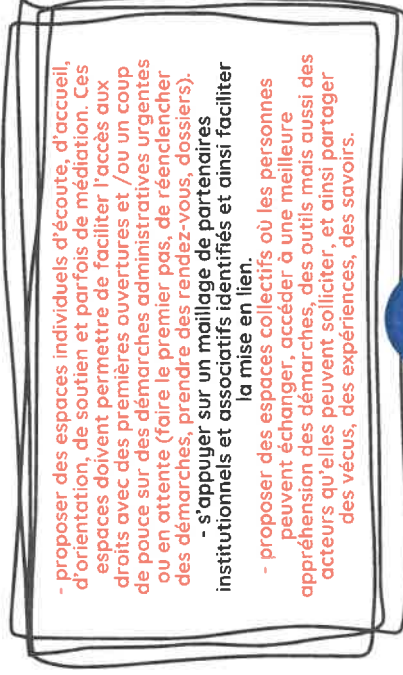 - proposer des espaces individuels d'écoute, d'accueil,
d'orientation, de soutien et parfois de médiation. Ces
espaces doivent permettre de faciliter l'accès aux
droits avec des premières ouvertures et /ou un coup
de pouce sur des démarches administratives urgentes
ou en attente (faire le premier pas, de réenclencher
des démarches, prendre des rendez-vous, dossiers).
- s'appuyer sur un maillage de partenaires
institutionnels et associatifs identifiés et ainsi faciliter
la mise en lien.
- proposer des espaces collectifs où les personnes
peuvent échanger, accéder à une meilleure
appréhension des démarches, des outils mais aussi des
acteurs qu'elles peuvent solliciter, et ainsi partager
des vécus, des expériences, des savoirs.